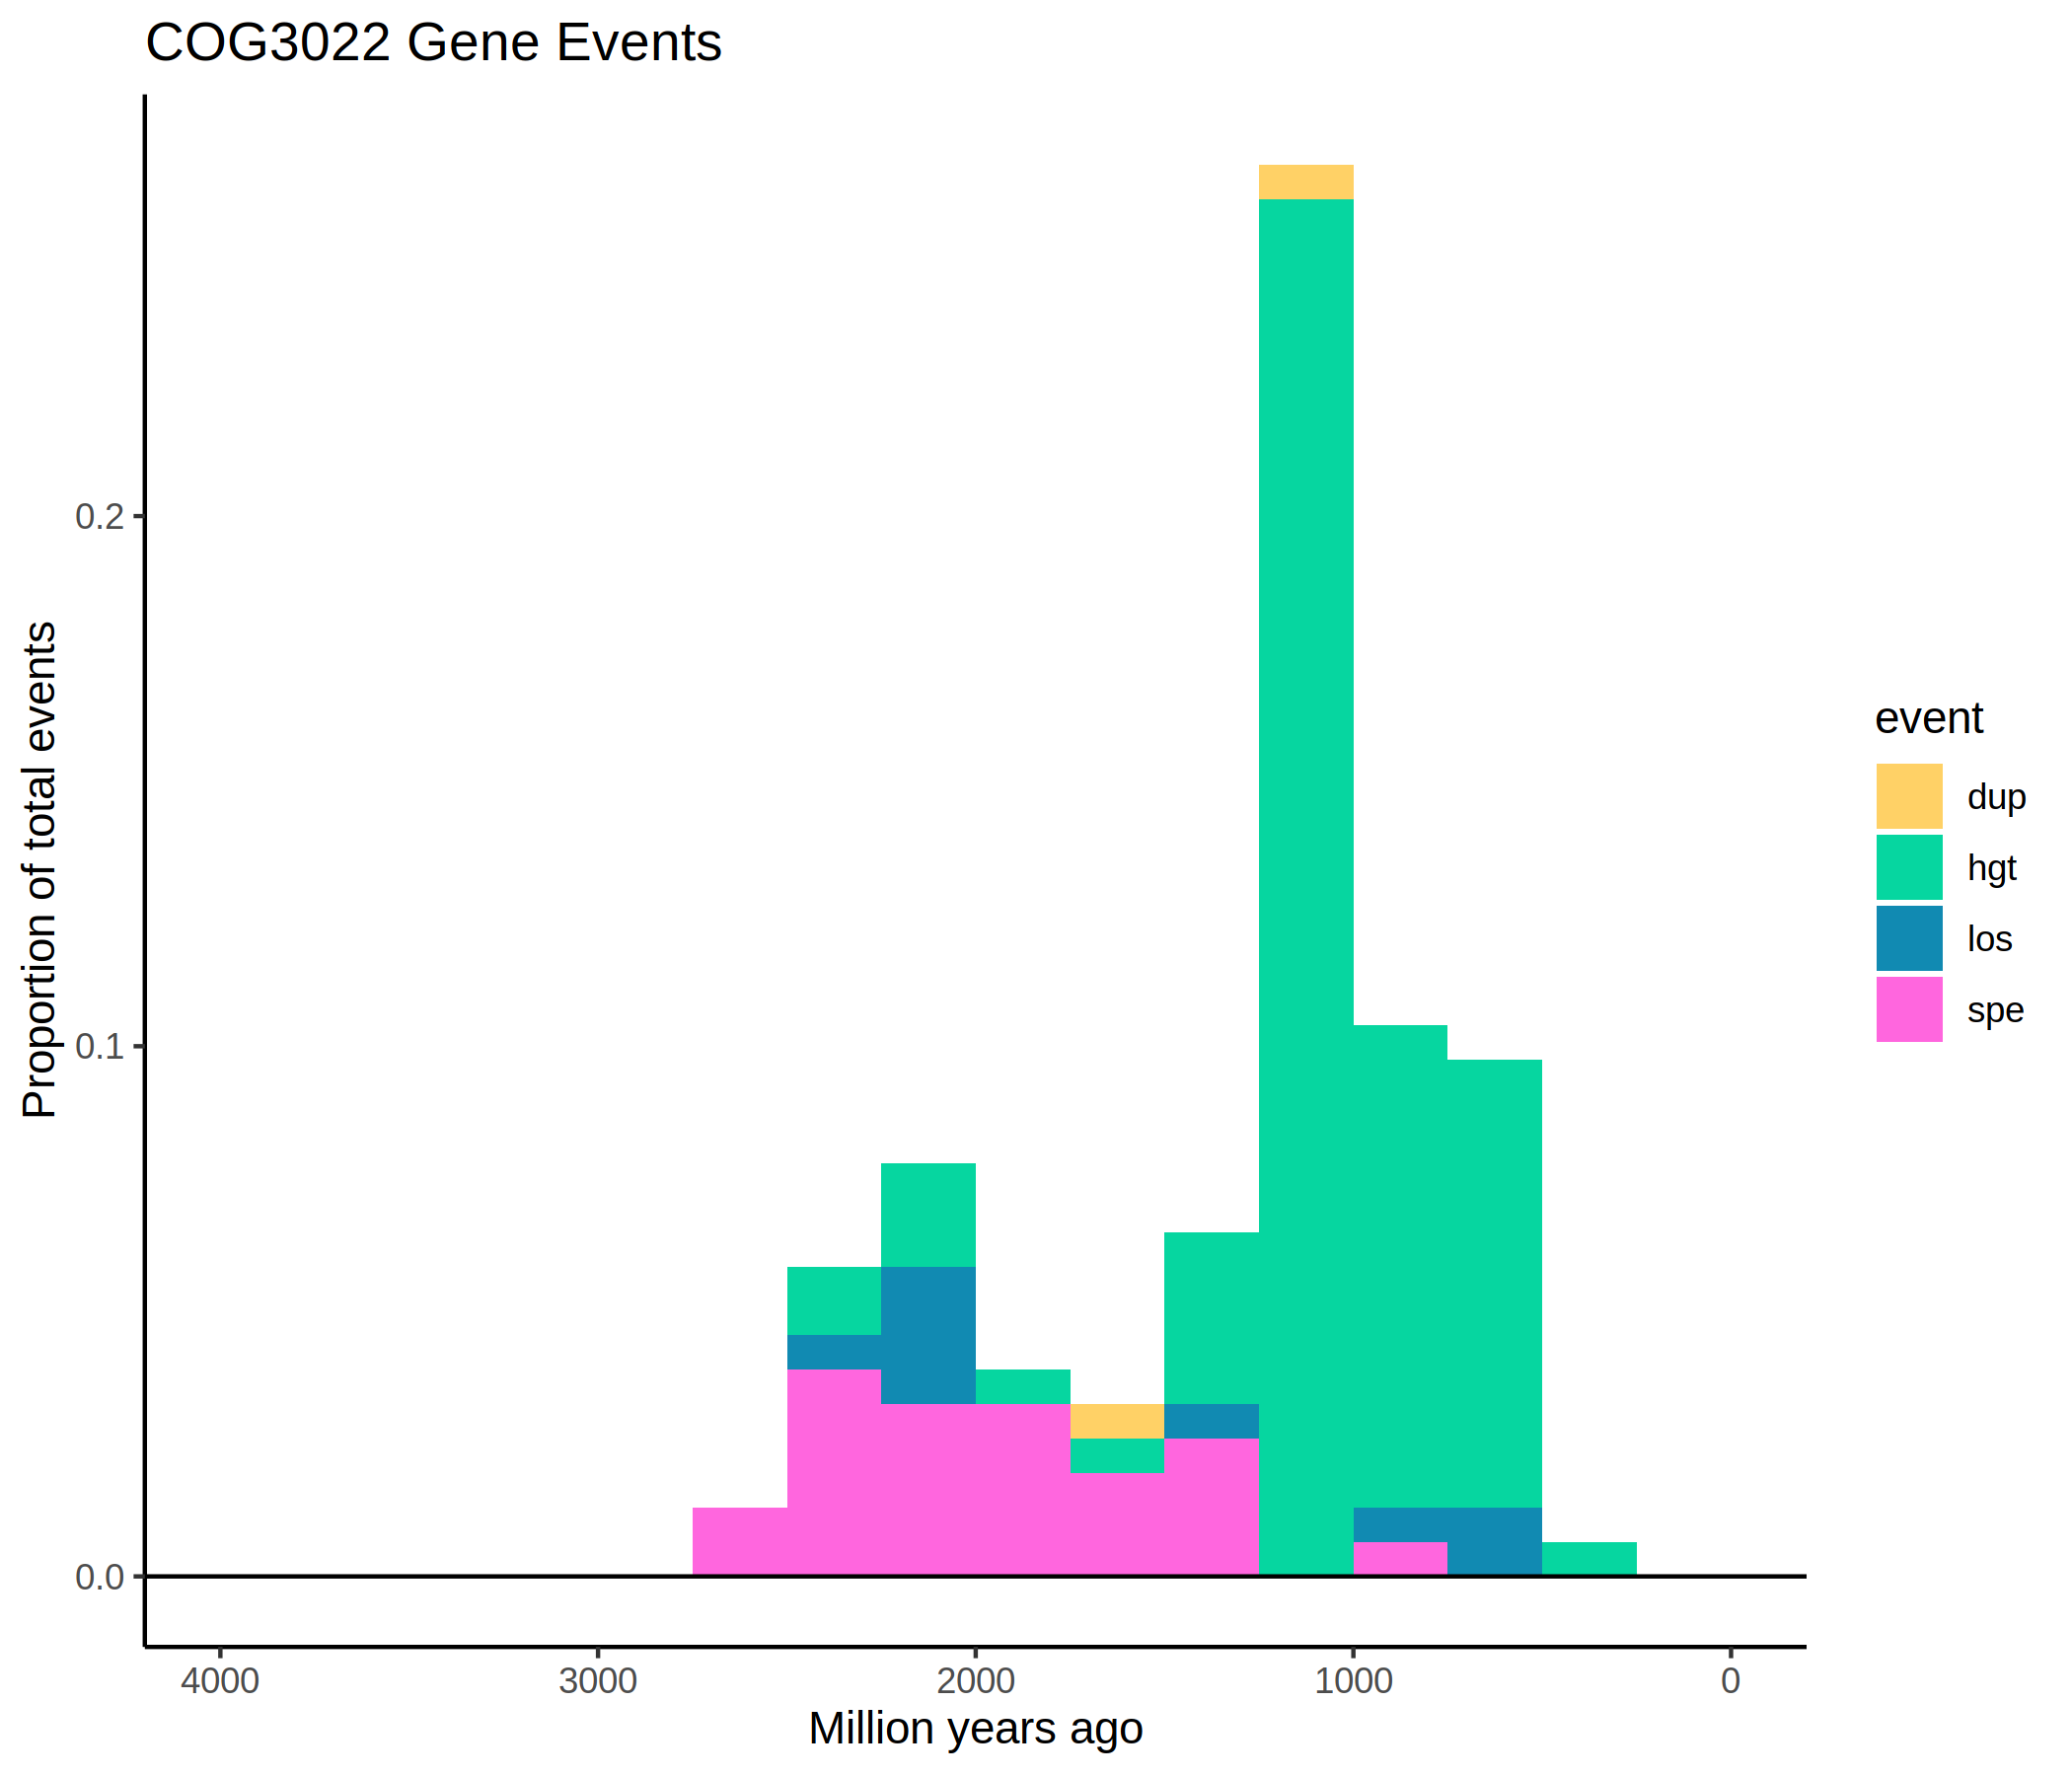 COG3022 Gene Events
Proportion of total events
0.2
0.1
0.0
4000 3000 2000 1000 0
Million years ago
event
dup
hgt
los
spe